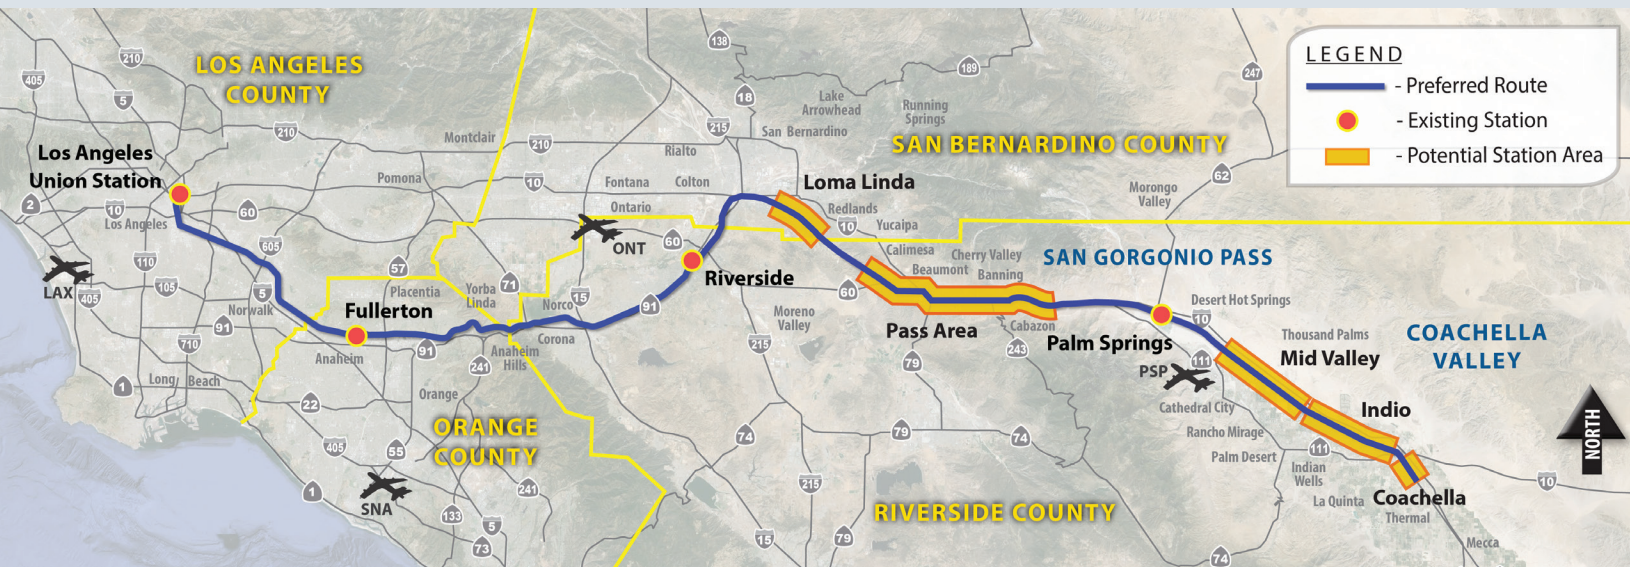 LEGEND
- Preferred Route
- Existing Station
- Potential Station Area
LOS ANGELES
COUNTY
SAN BERNARDINO COUNTY
ORANGE
COUNTY
RIVERSIDE COUNTY
SAN GORGONIO PASS
COACHELLA
VALLEY
Los Angeles
Union Station
Fullerton
Riverside
Loma Linda
Pass Area
Palm Springs
Mid Valley
Indio
Coachella
LAX
ONT
SNA
PSP
NORTH
Los Angeles
Norwalk
Long Beach
Anaheim
Placentia
Yorba
Linda
Anaheim
Hills
Orange
Corona
Norco
Pomona
Montclair
Ontario
Fontana
Rialto
Colton
San Bernardino
Lake
Arrowhead
Running
Springs
Redlands
Yucaipa
Calimesa
Beaumont
Cherry Valley
Banning
Cabazon
Moreno
Valley
Morongo
Valley
Desert Hot Springs
Thousand Palms
Cathedral City
Rancho Mirage
Palm Desert
Indian
Wells
La Quinta
Thermal
Mecca
405
210
5
210
2
10
60
605
110
105
405
5
91
710
1
22
405
55
1
133
5
73
241
241
57
91
71
15
91
60
10
210
215
18
138
189
247
62
10
60
215
79
243
74
79
74
215
15
79
10
111
111
10
74